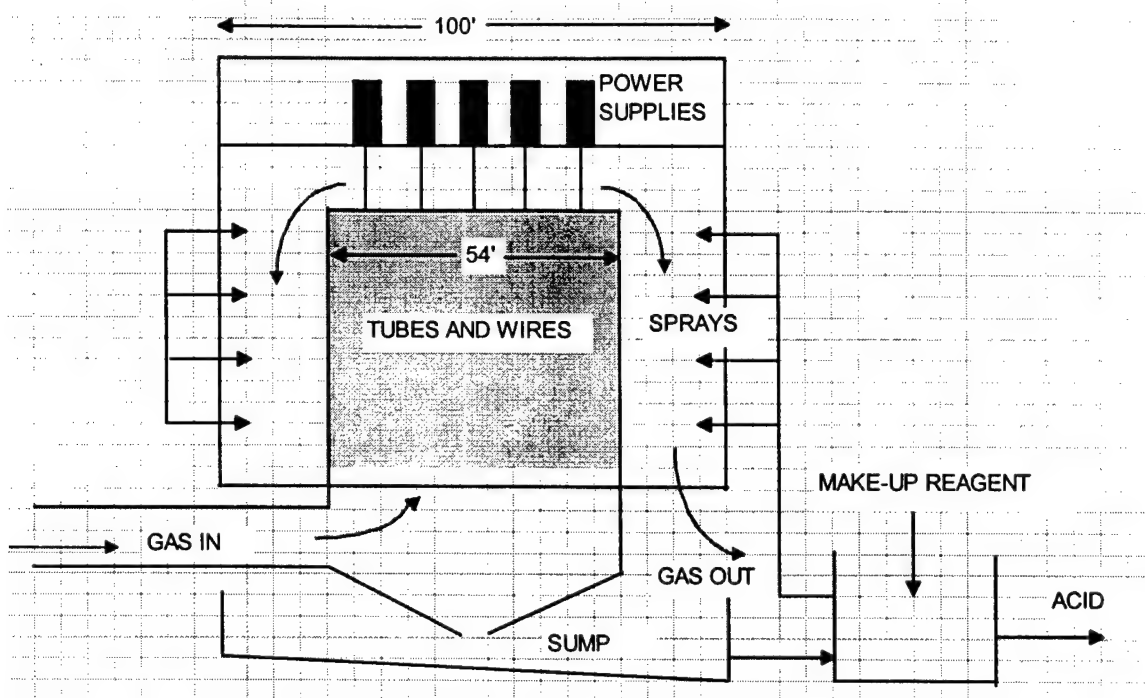 100'
POWER
SUPPLIES
54'
TUBES AND WIRES
SPRAYS
MAKE-UP REAGENT
GAS IN
GAS OUT
ACID
SUMP